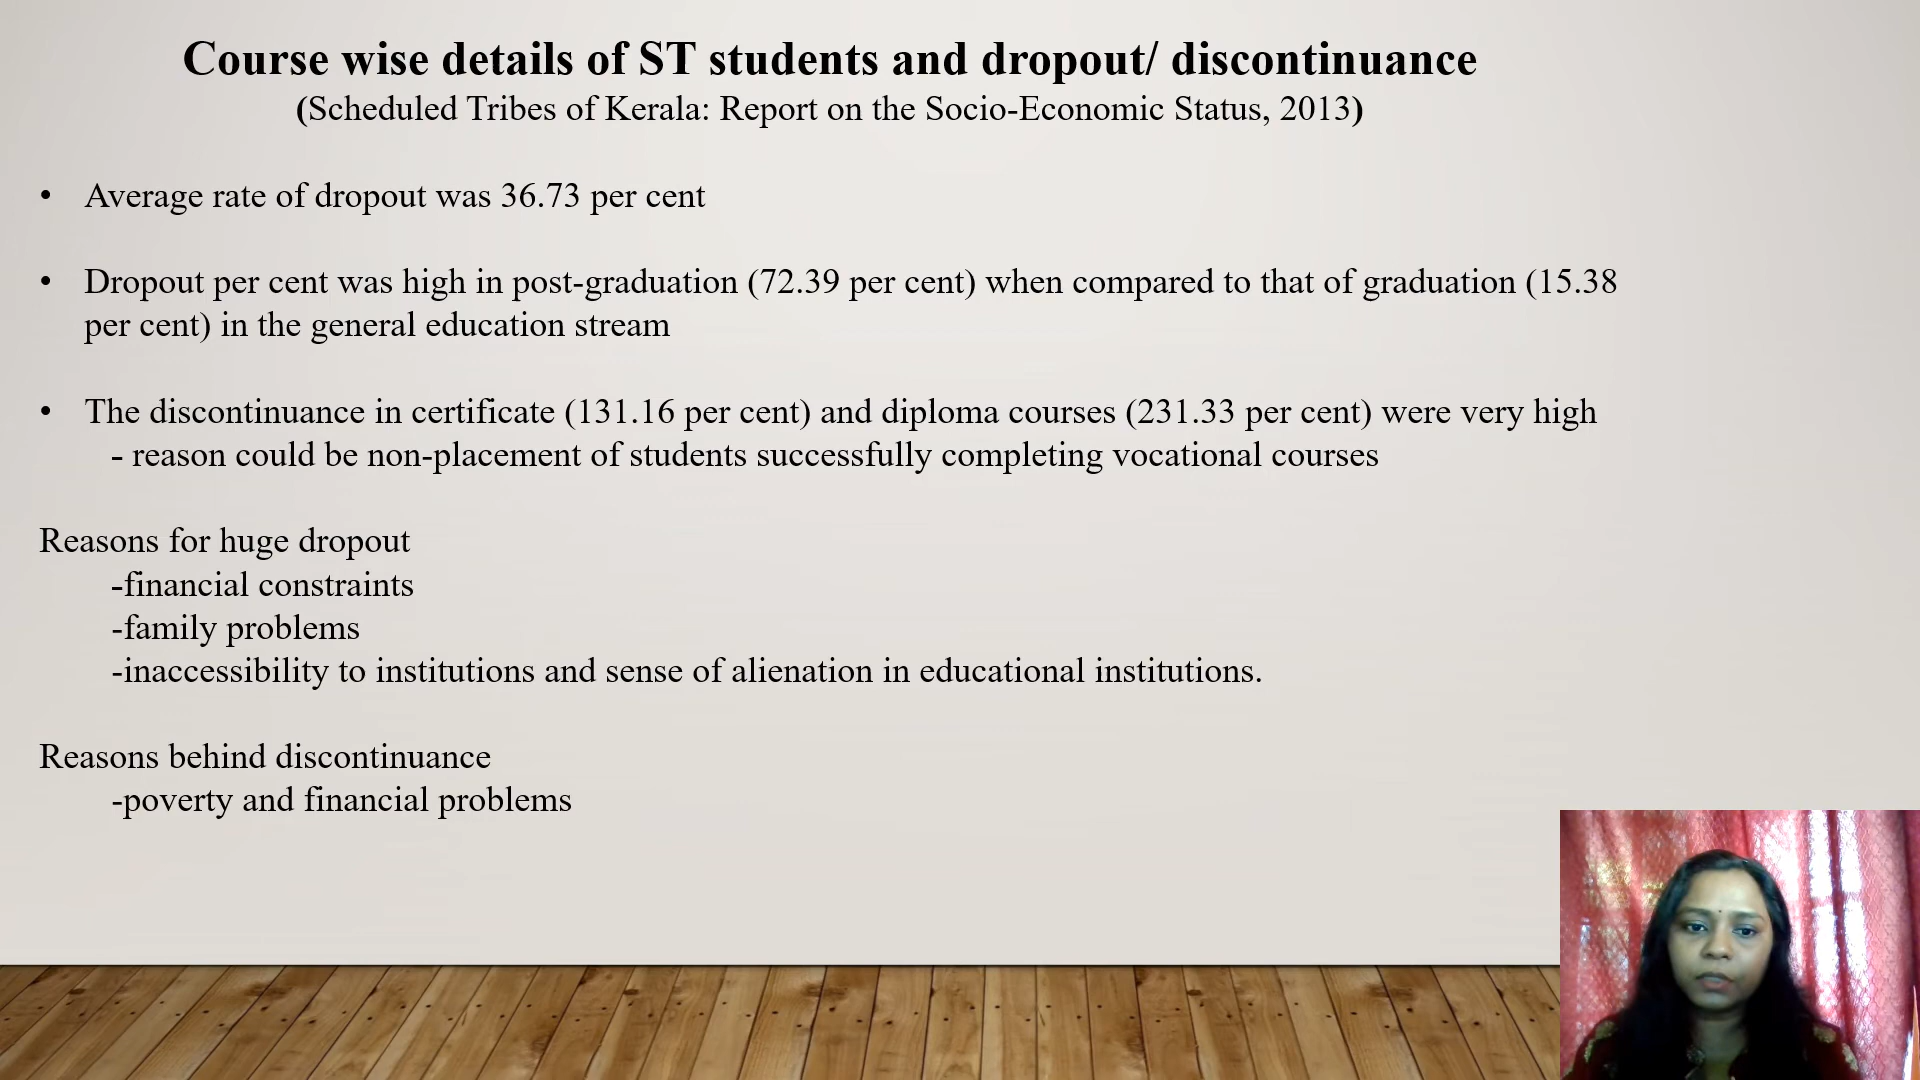 Course wise details of ST students and dropout/ discontinuance
(Scheduled Tribes of Kerala: Report on the Socio-Economic Status, 2013)
• Average rate of dropout was 36.73 per cent
• Dropout per cent was high in post-graduation (72.39 per cent) when compared to that of graduation (15.38
per cent) in the general education stream
• The discontinuance in certificate (131.16 per cent) and diploma courses (231.33 per cent) were very high
- reason could be non-placement of students successfully completing vocational courses
Reasons for huge dropout
-financial constraints
-family problems
-inaccessibility to institutions and sense of alienation in educational institutions.
Reasons behind discontinuance
-poverty and financial problems